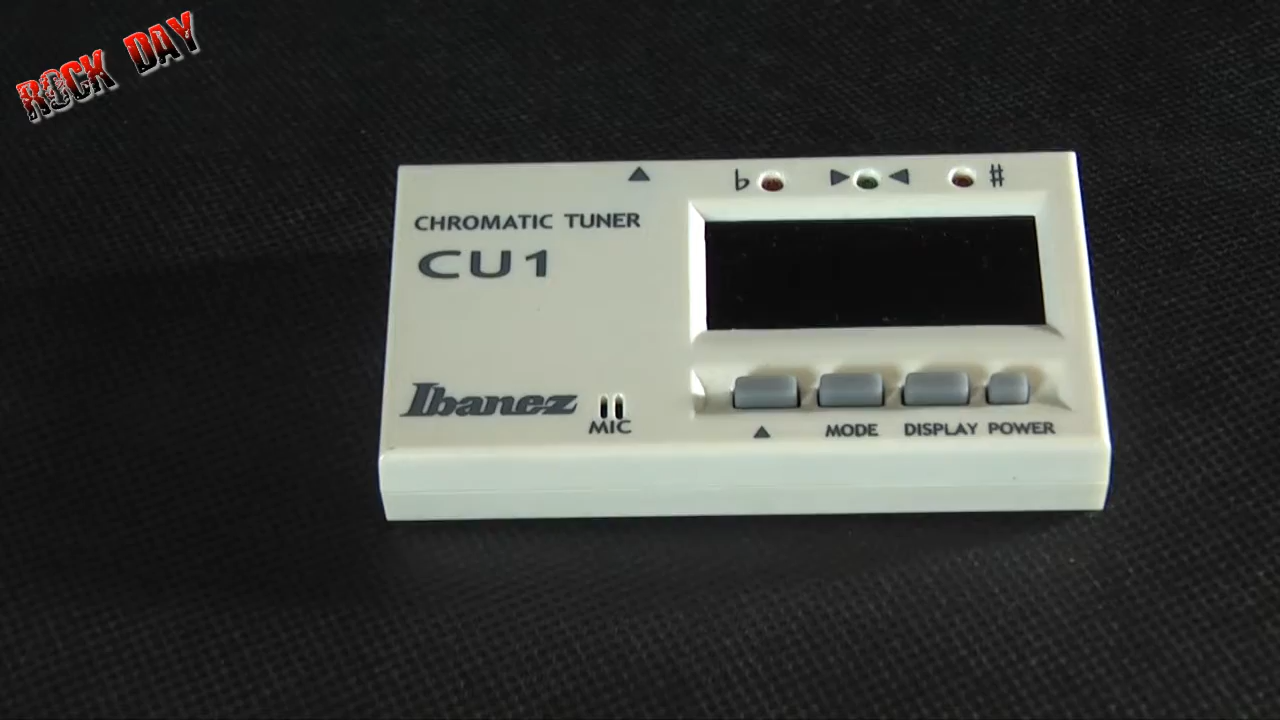 ROCK DAY
♭ ▶ ◀ ♯
CHROMATIC TUNER
CU1
Ibanez
MIC
▲ MODE DISPLAY POWER